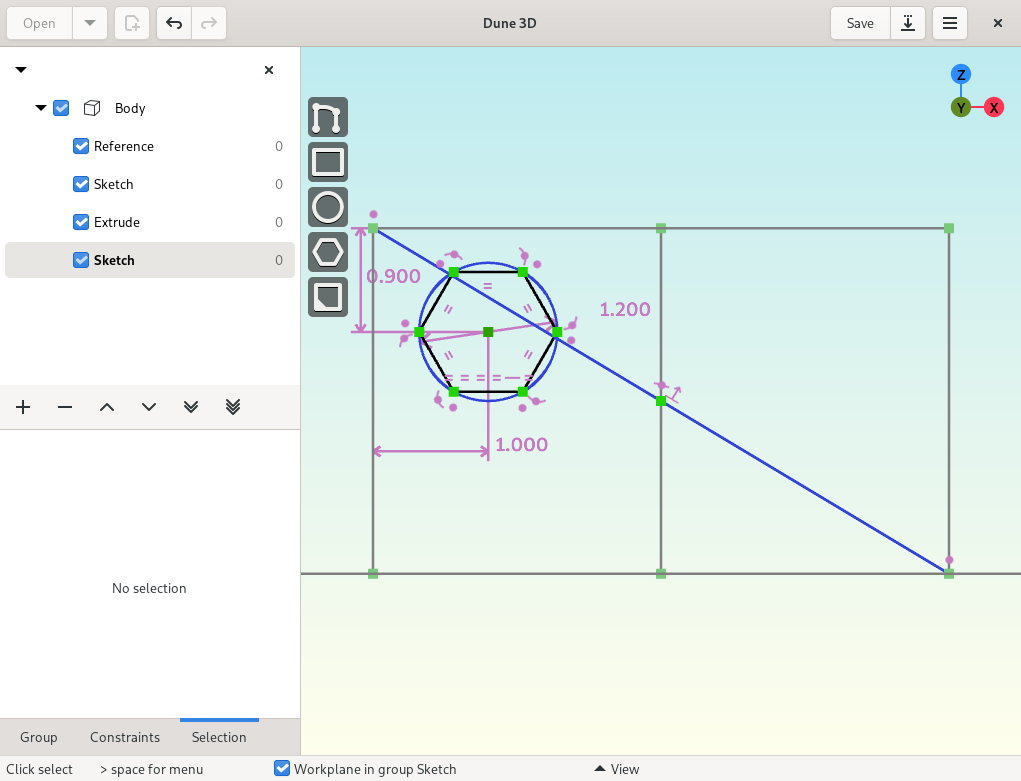 Open
Dune 3D
Save
Body
Reference 0
Sketch 0
Extrude 0
Sketch 0
Z
Y X
0.900
1.200
1.000
No selection
Group Constraints Selection
Click select > space for menu Workplane in group Sketch View